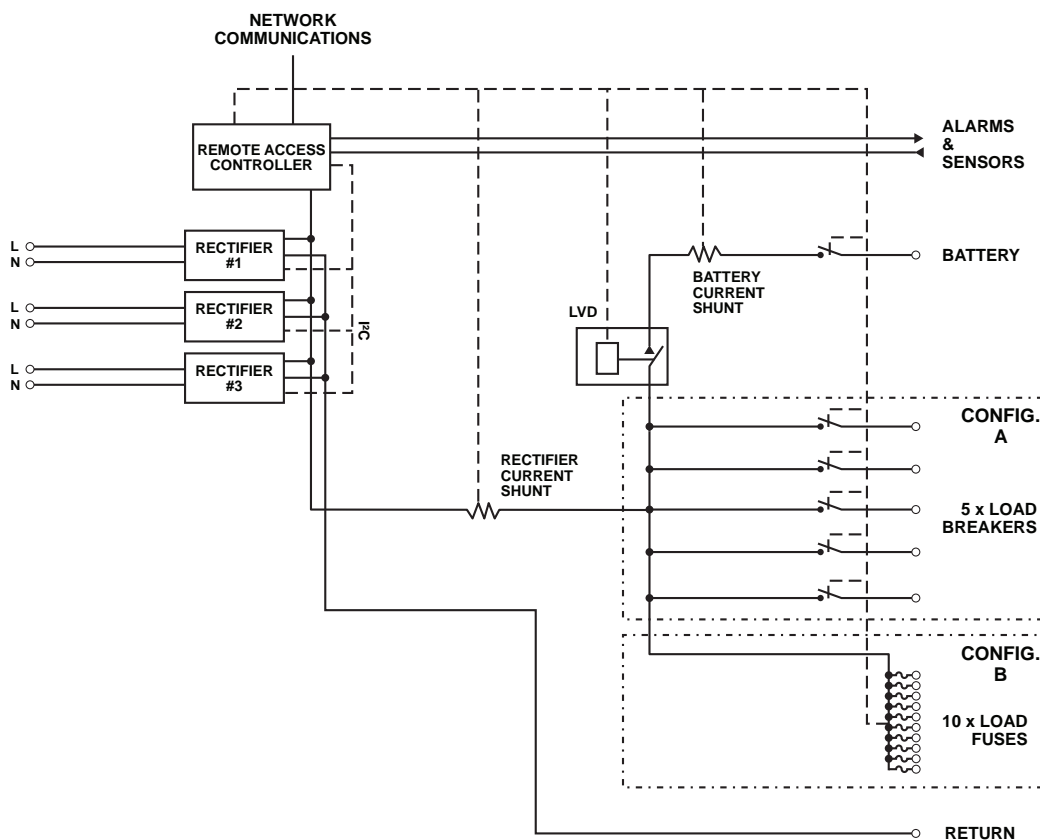 NETWORK
COMMUNICATIONS
REMOTE ACCESS
CONTROLLER
ALARMS
&
SENSORS
L
N
RECTIFIER
#1
L
N
RECTIFIER
#2
L
N
RECTIFIER
#3
I²C
BATTERY
CURRENT
SHUNT
BATTERY
LVD
RECTIFIER
CURRENT
SHUNT
CONFIG.
A
5 x LOAD
BREAKERS
CONFIG.
B
10 x LOAD
FUSES
RETURN